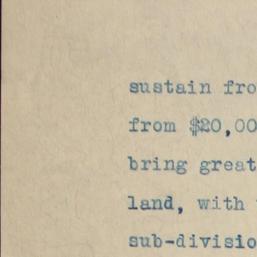 sustain fro
from $20,00
bring great
land, with
sub-divisio